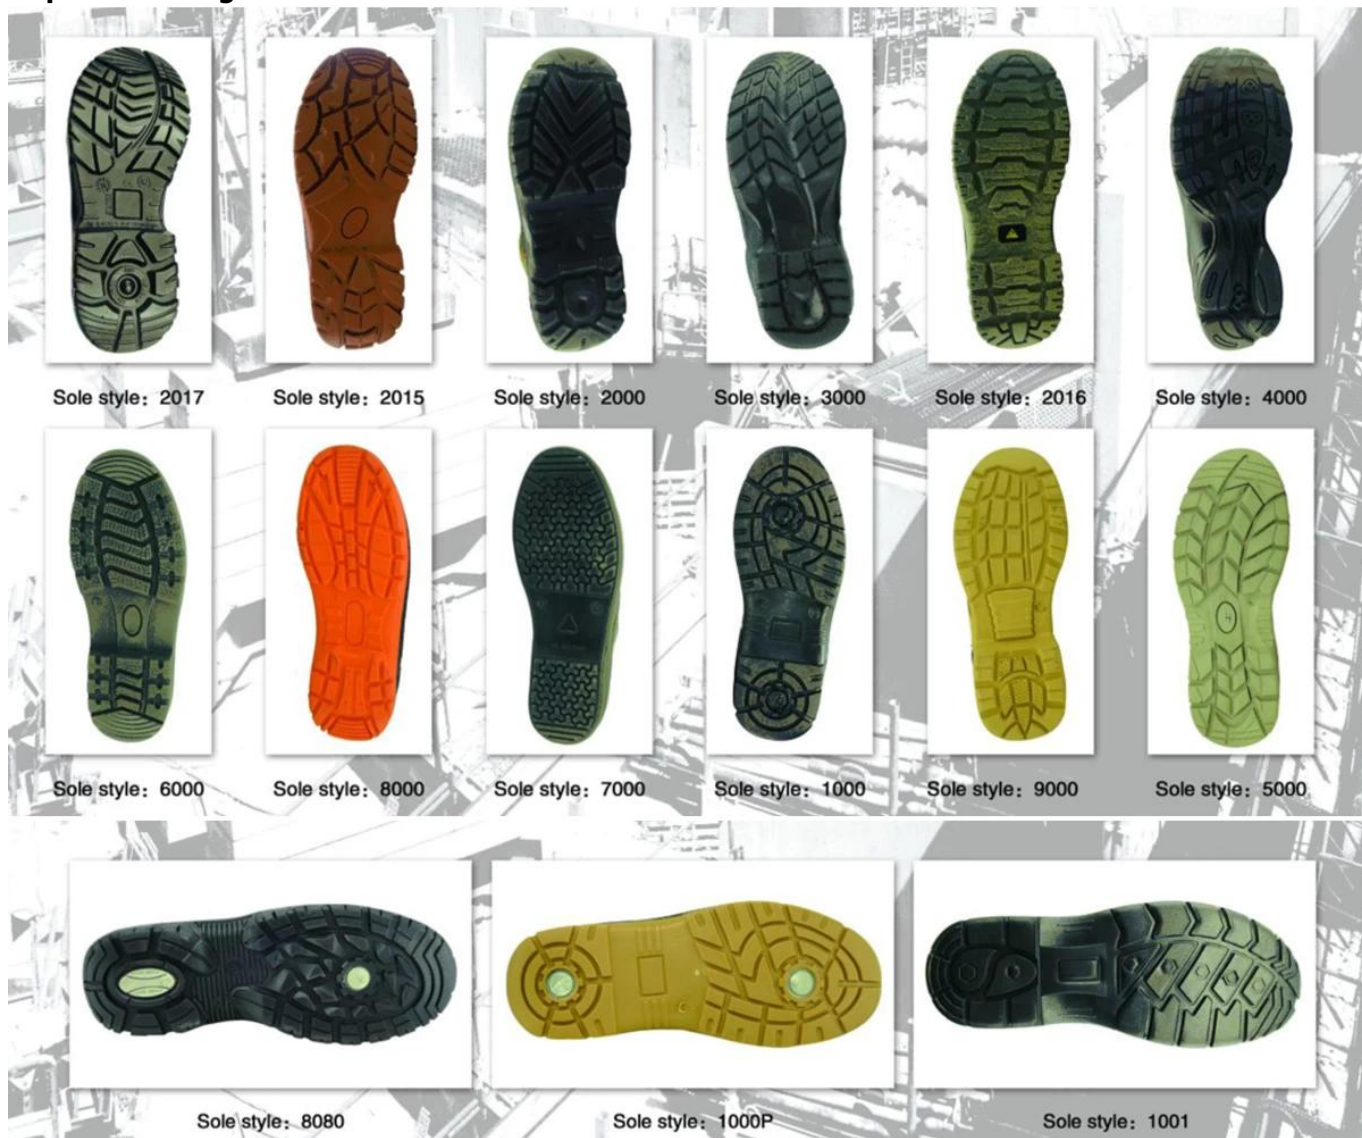 Sole style：2017
Sole style：2015
Sole style：2000
Sole style：3000
Sole style：2016
Sole style：4000
Sole style：6000
Sole style：8000
Sole style：7000
Sole style：1000
Sole style：9000
Sole style：5000
Sole style：8080
Sole style：1000P
Sole style：1001